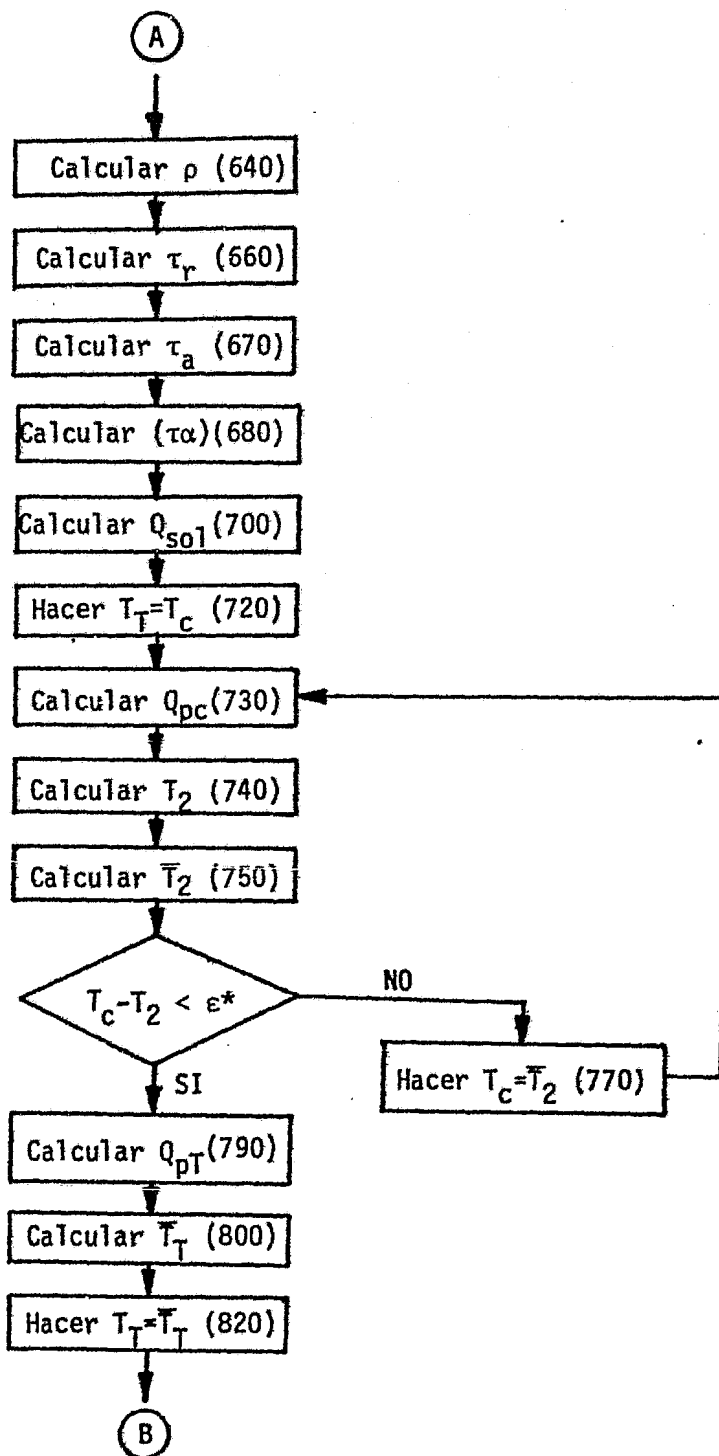 A
Calcular ρ (640)
Calcular τr (660)
Calcular τa (670)
Calcular (τα)(680)
Calcular Qsol(700)
Hacer TT=Tc (720)
Calcular Qpc(730)
Calcular T2 (740)
Calcular T̅2 (750)
Tc-T2 < ε*
NO
Hacer Tc=T̅2 (770)
SI
Calcular QpT(790)
Calcular T̅T (800)
Hacer TT=T̅T (820)
B